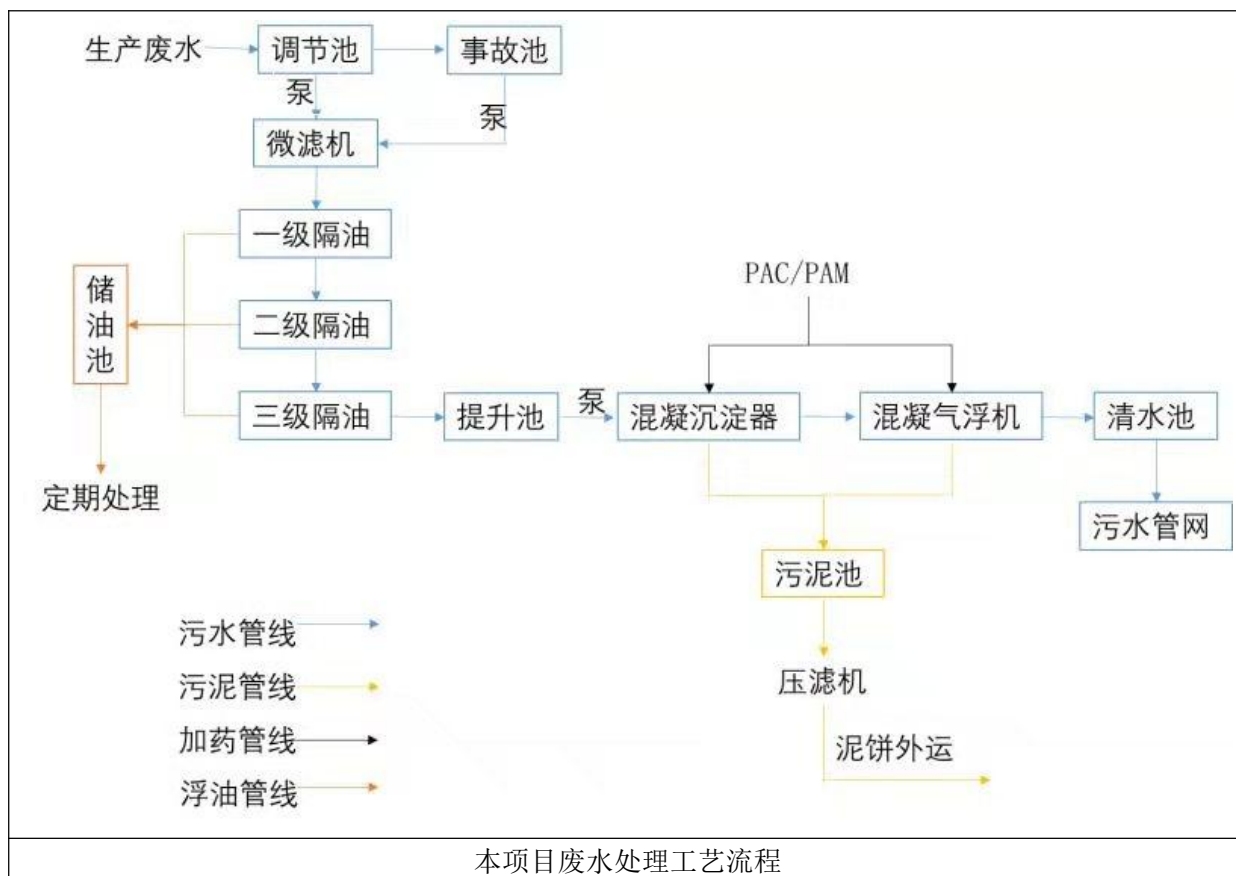 生产废水
调节池
事故池
泵
泵
微滤机
一级隔油
储油池
二级隔油
三级隔油
提升池
泵
PAC/PAM
混凝沉淀器
混凝气浮机
清水池
定期处理
污水管网
污泥池
压滤机
泥饼外运
污水管线
污泥管线
加药管线
浮油管线
本项目废水处理工艺流程